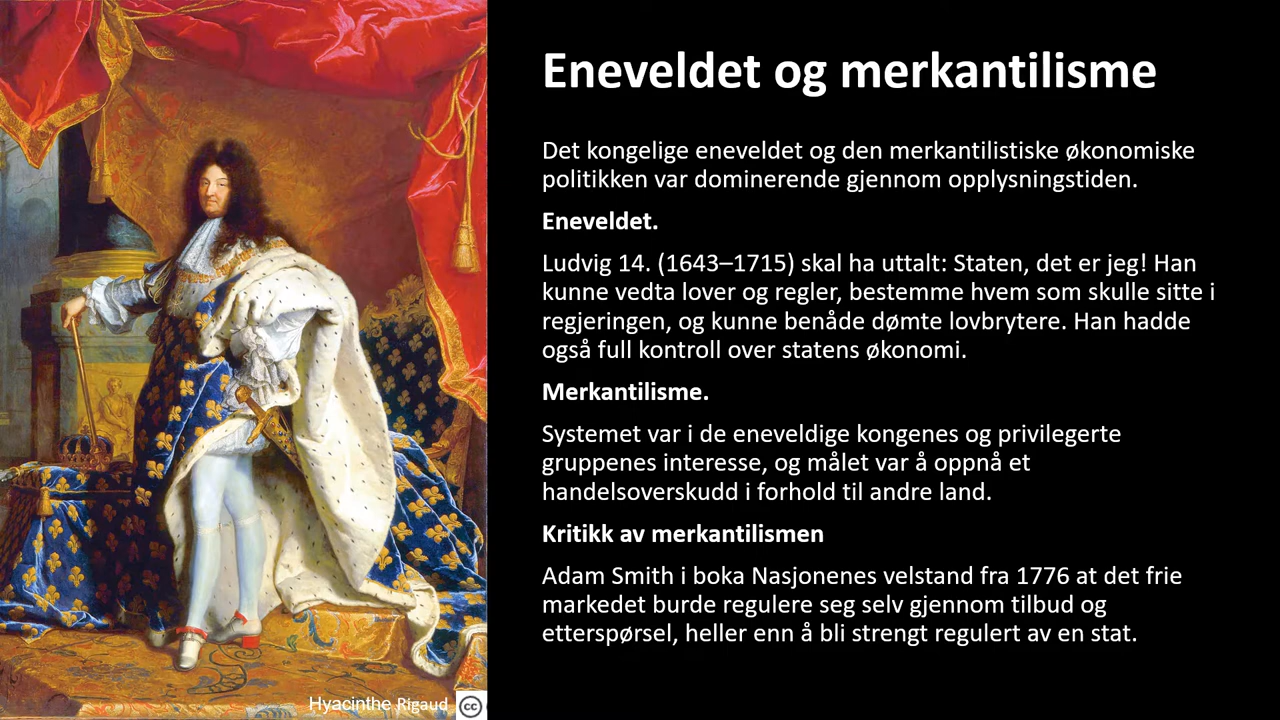 Eneveldet og merkantilisme
Det kongelige eneveldet og den merkantilistiske økonomiske
politikken var dominerende gjennom opplysningstiden.
Eneveldet.
Ludvig 14. (1643–1715) skal ha uttalt: Staten, det er jeg! Han
kunne vedta lover og regler, bestemme hvem som skulle sitte i
regjeringen, og kunne benåde dømte lovbrytere. Han hadde
også full kontroll over statens økonomi.
Merkantilisme.
Systemet var i de eneveldige kongenes og privilegerte
gruppenes interesse, og målet var å oppnå et
handelsoverskudd i forhold til andre land.
Kritikk av merkantilismen
Adam Smith i boka Nasjonenes velstand fra 1776 at det frie
markedet burde regulere seg selv gjennom tilbud og
etterspørsel, heller enn å bli strengt regulert av en stat.
Hyacinthe Rigaud cc